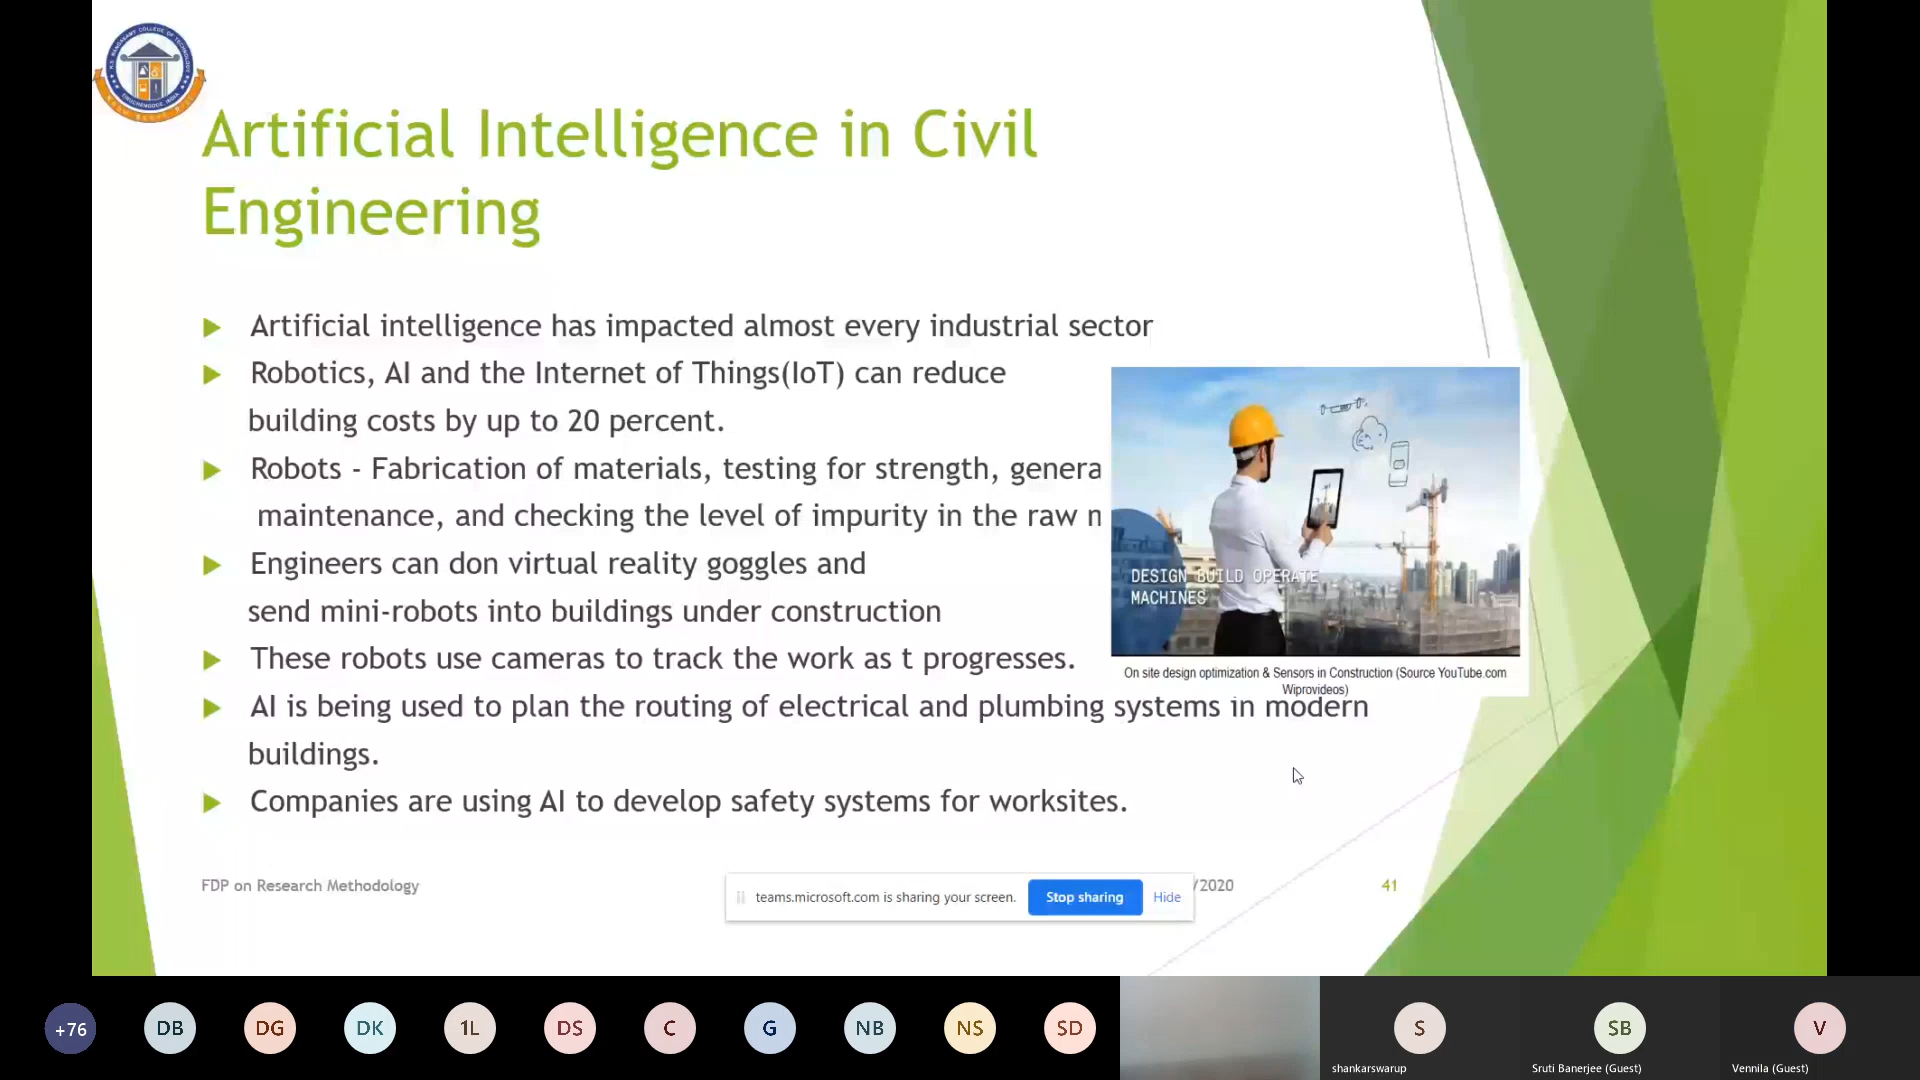 Artificial Intelligence in Civil
Engineering
Artificial intelligence has impacted almost every industrial sector
Robotics, AI and the Internet of Things(IoT) can reduce
building costs by up to 20 percent.
Robots - Fabrication of materials, testing for strength, genera
maintenance, and checking the level of impurity in the raw
Engineers can don virtual reality goggles and
send mini-robots into buildings under construction
These robots use cameras to track the work as t progresses.
AI is being used to plan the routing of electrical and plumbing systems in modern
buildings.
Companies are using AI to develop safety systems for worksites.
DESIGN BUILD OPERATE
MACHINES
On site design optimization & Sensors in Construction (Source YouTube.com
Wiprovideos)
FDP on Research Methodology
/2020
41
teams.microsoft.com is sharing your screen.
Stop sharing
Hide
+76
DB
DG
DK
1L
DS
C
G
NB
NS
SD
S
SB
V
shankarswarup
Sruti Banerjee (Guest)
Vennila (Guest)